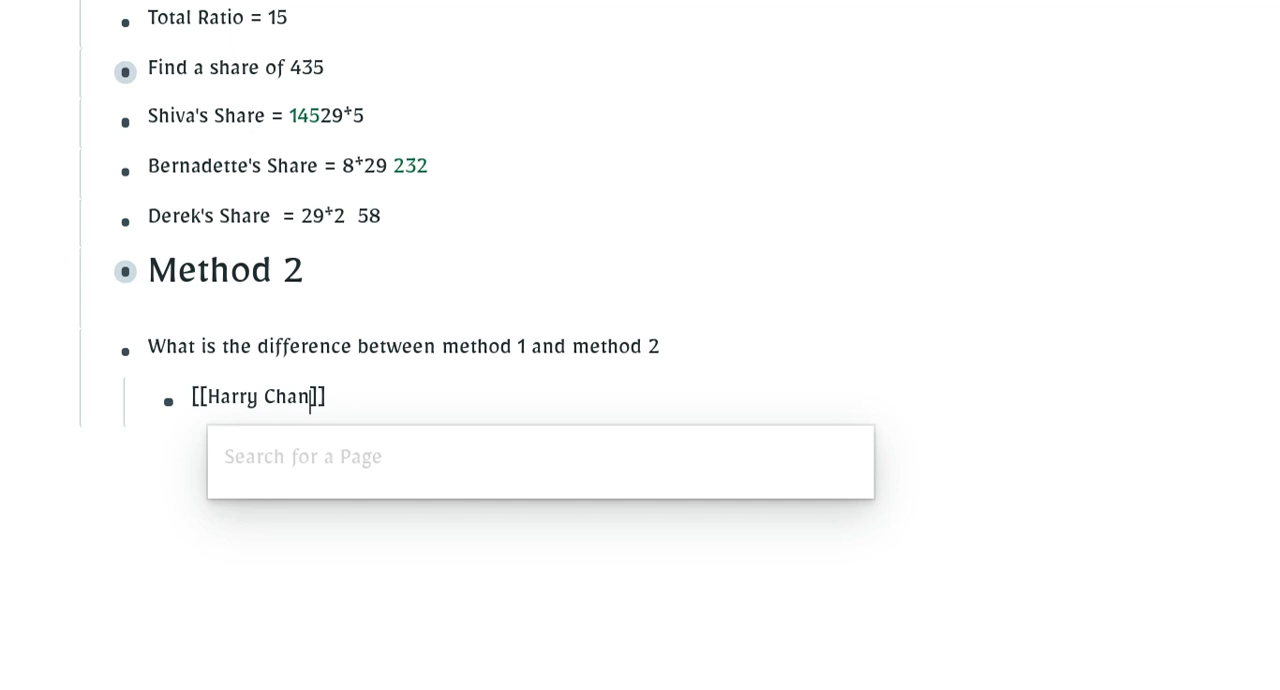 Total Ratio = 15
Find a share of 435
Shiva's Share = 14529*5
Bernadette's Share = 8*29 232
Derek's Share = 29*2 58
Method 2
What is the difference between method 1 and method 2
[[Harry Chan]]
Search for a Page